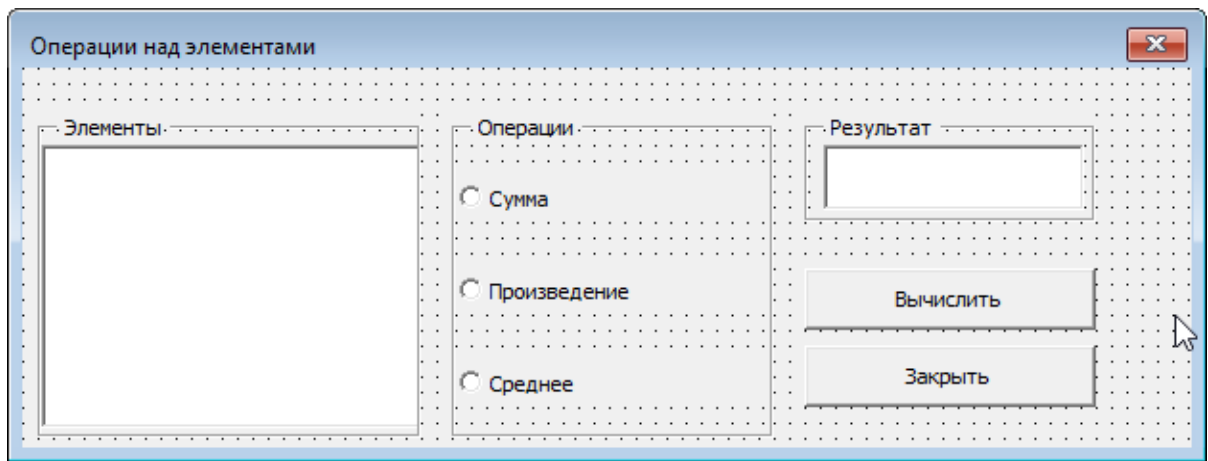 Операции над элементами
Элементы
Операции
Результат
Сумма
Произведение
Среднее
Вычислить
Закрыть